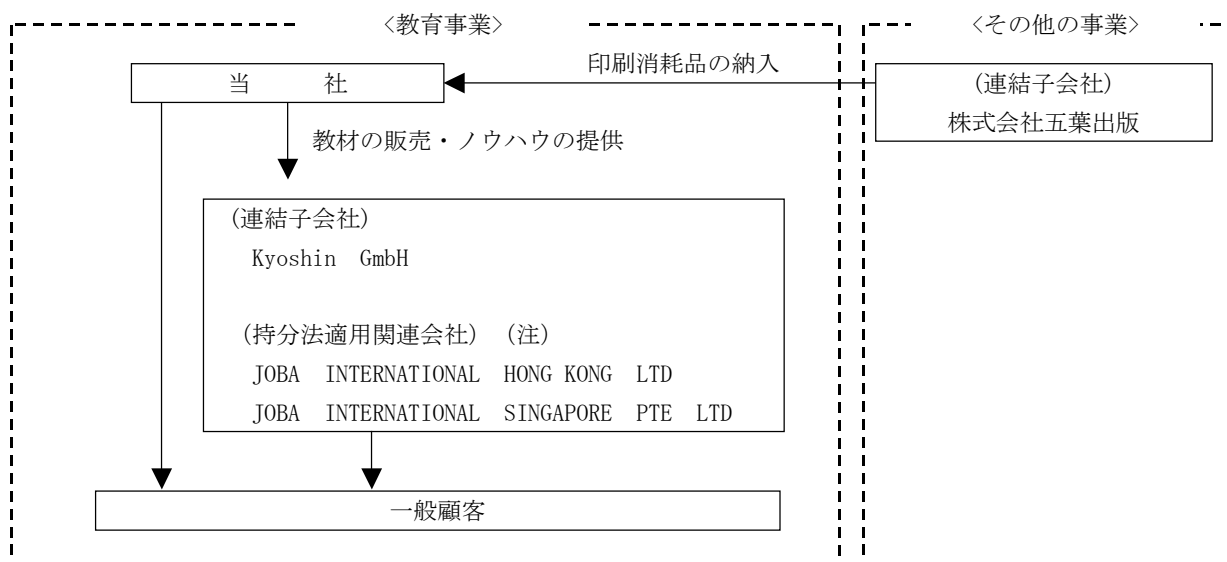 〈教育事業〉
〈その他の事業〉
印刷消耗品の納入
当 社
(連結子会社)
株式会社五葉出版
教材の販売・ノウハウの提供
(連結子会社)
Kyoshin GmbH
(持分法適用関連会社) (注)
JOBA INTERNATIONAL HONG KONG LTD
JOBA INTERNATIONAL SINGAPORE PTE LTD
一般顧客